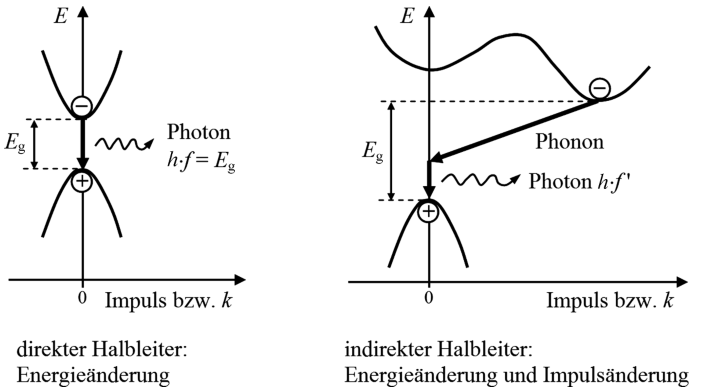 E
−
E_g
Photon
h·f = E_g
+
0
Impuls bzw. k
direkter Halbleiter:
Energieänderung
E
−
E_g
Phonon
Photon h·f '
+
0
Impuls bzw. k
indirekter Halbleiter:
Energieänderung und Impulsänderung